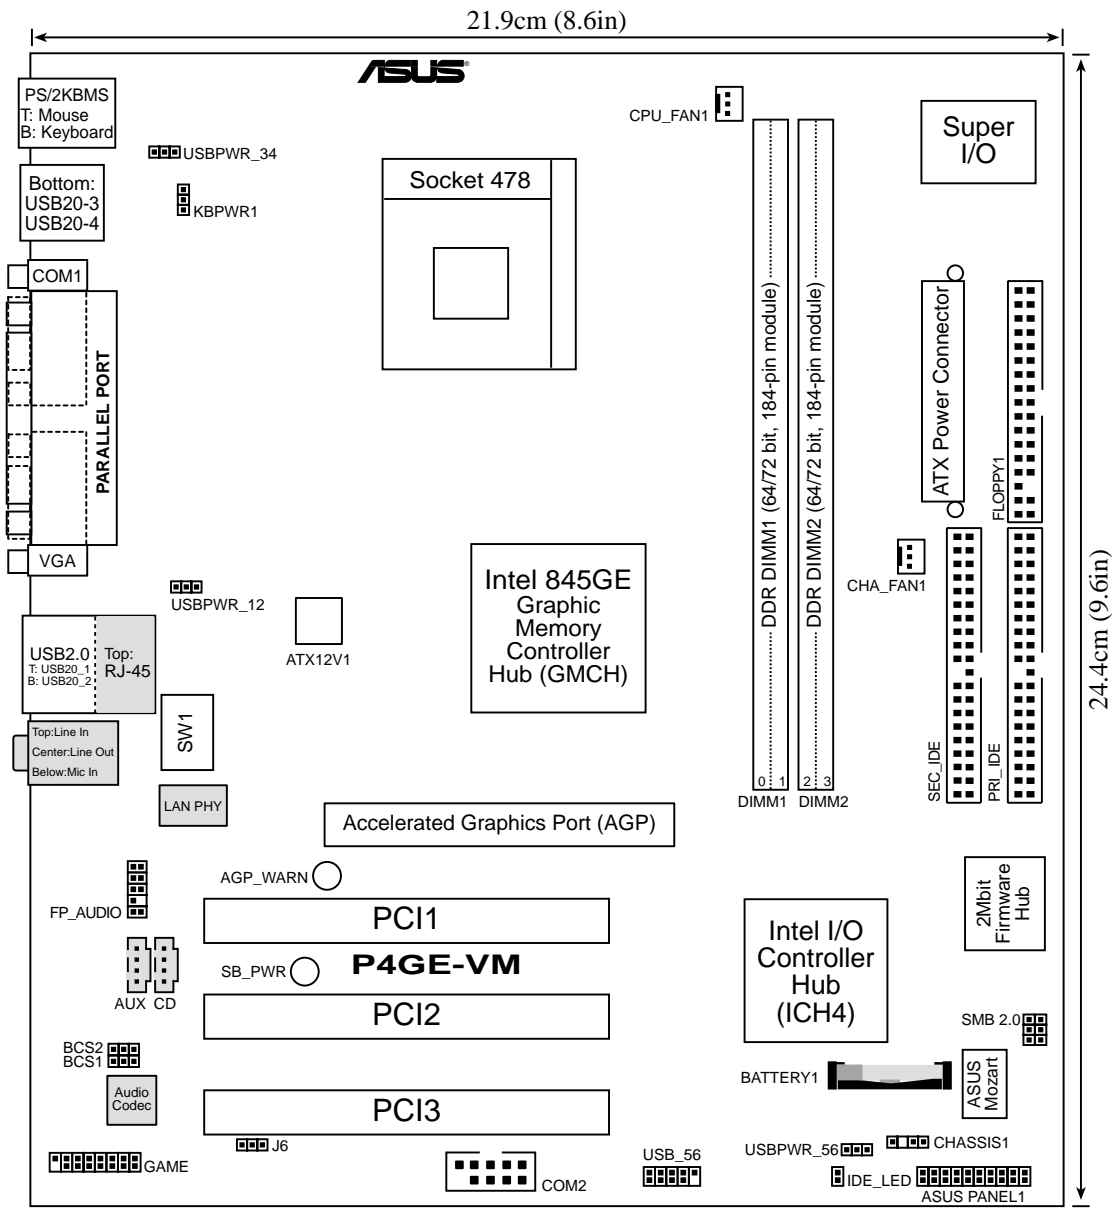 21.9cm (8.6in)
ASUS®
PS/2KBMS
T: Mouse
B: Keyboard
CPU_FAN1
Super
I/O
USBPWR_34
Socket 478
Bottom:
USB20-3
USB20-4
KBPWR1
COM1
PARALLEL PORT
VGA
DDR DIMM1 (64/72 bit, 184-pin module)
DDR DIMM2 (64/72 bit, 184-pin module)
ATX Power Connector
FLOPPY1
CHA_FAN1
24.4cm (9.6in)
Intel 845GE
Graphic
Memory
Controller
Hub (GMCH)
USBPWR_12
ATX12V1
USB2.0
T: USB20_1
B: USB20_2
Top:
RJ-45
SW1
Top:Line In
Center:Line Out
Below:Mic In
LAN PHY
0 1
2 3
DIMM1
DIMM2
SEC_IDE
PRI_IDE
Accelerated Graphics Port (AGP)
AGP_WARN
FP_AUDIO
PCI1
2Mbit
Firmware
Hub
Intel I/O
Controller
Hub
(ICH4)
SB_PWR
P4GE-VM
AUX
CD
PCI2
SMB 2.0
BCS2
BCS1
BATTERY1
ASUS
Mozart
Audio
Codec
PCI3
J6
GAME
COM2
USB_56
USBPWR_56
CHASSIS1
IDE_LED
ASUS PANEL1